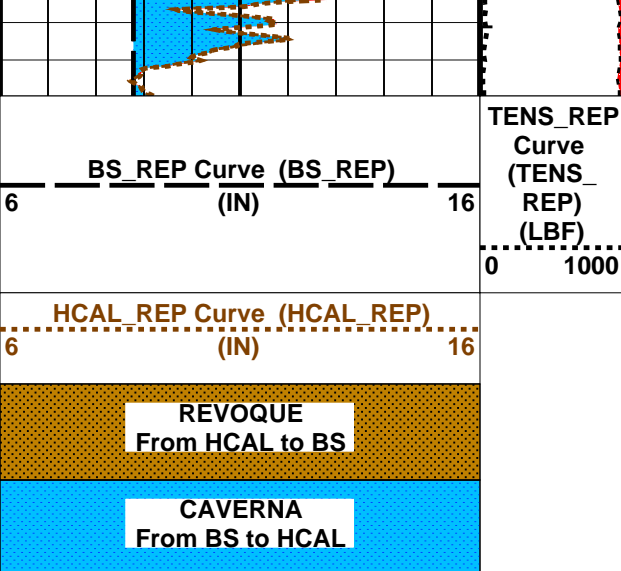 BS_REP Curve (BS_REP)
6 (IN) 16
TENS_REP
Curve
(TENS_
REP)
(LBF)
0 1000
HCAL_REP Curve (HCAL_REP)
6 (IN) 16
REVOQUE
From HCAL to BS
CAVERNA
From BS to HCAL